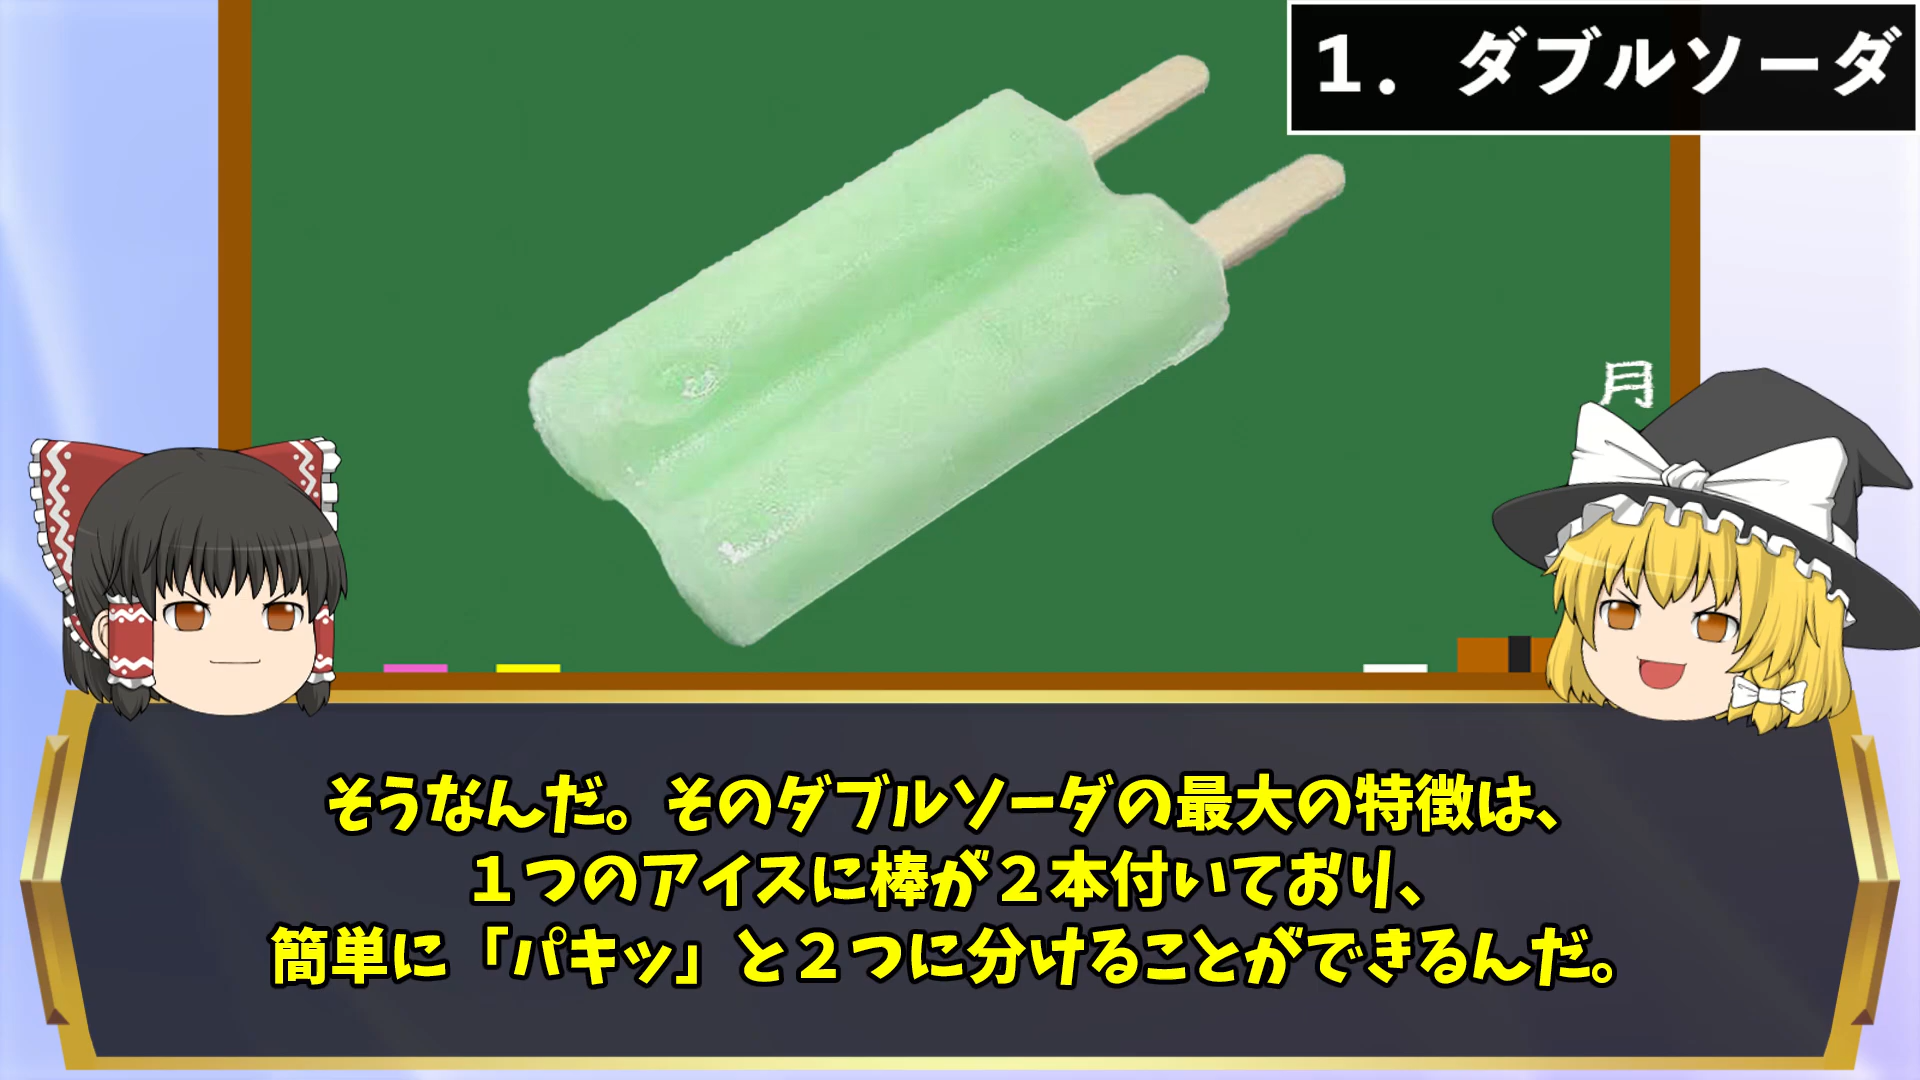 1．ダブルソーダ
月
そうなんだ。そのダブルソーダの最大の特徴は、
１つのアイスに棒が２本付いており、
簡単に「パキッ」と２つに分けることができるんだ。